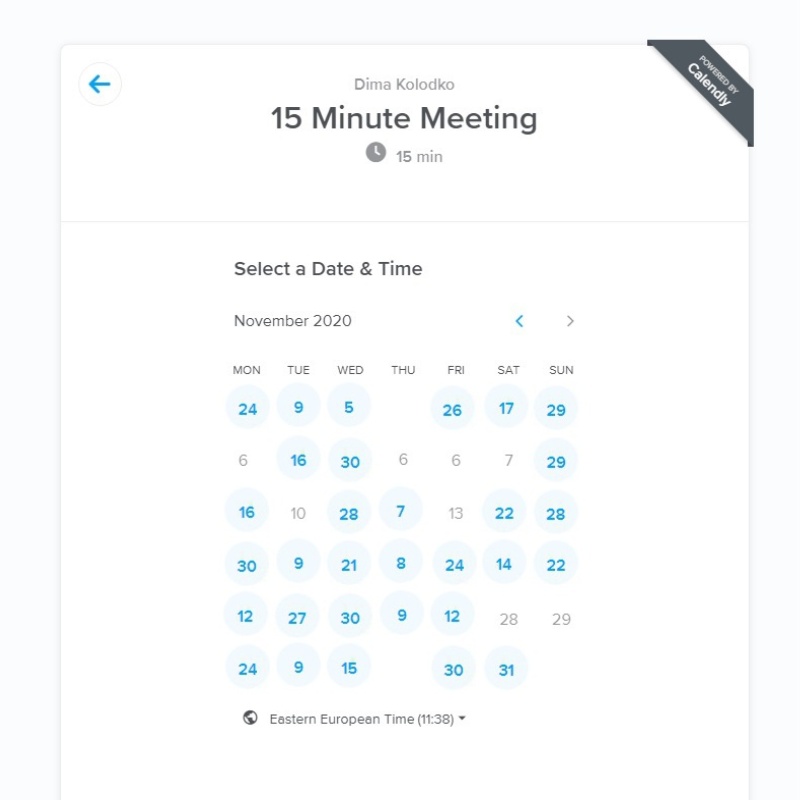 POWERED BY
Calendly
Dima Kolodko
15 Minute Meeting
15 min
Select a Date & Time
November 2020
MON TUE WED THU FRI SAT SUN
24 9 5 26 17 29
6 16 30 6 6 7 29
16 10 28 7 13 22 28
30 9 21 8 24 14 22
12 27 30 9 12 28 29
24 9 15 30 31
Eastern European Time (11:38)